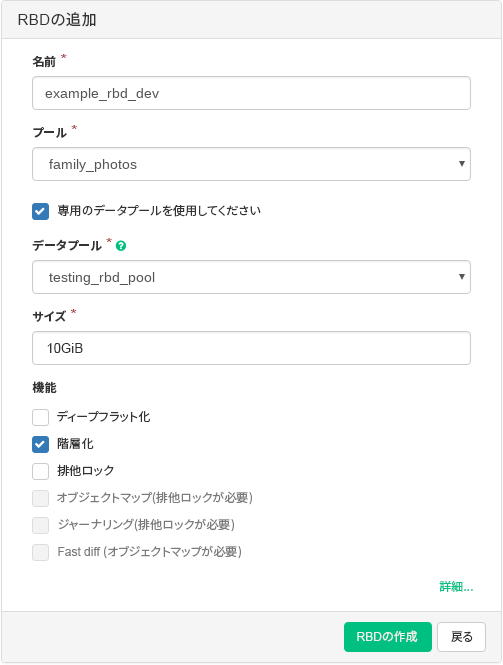 RBDの追加
名前 *
example_rbd_dev
プール *
family_photos
専用のデータプールを使用してください
データプール * ?
testing_rbd_pool
サイズ *
10GiB
機能
ディープフラット化
階層化
排他ロック
オブジェクトマップ(排他ロックが必要)
ジャーナリング(排他ロックが必要)
Fast diff (オブジェクトマップが必要)
詳細...
RBDの作成 戻る